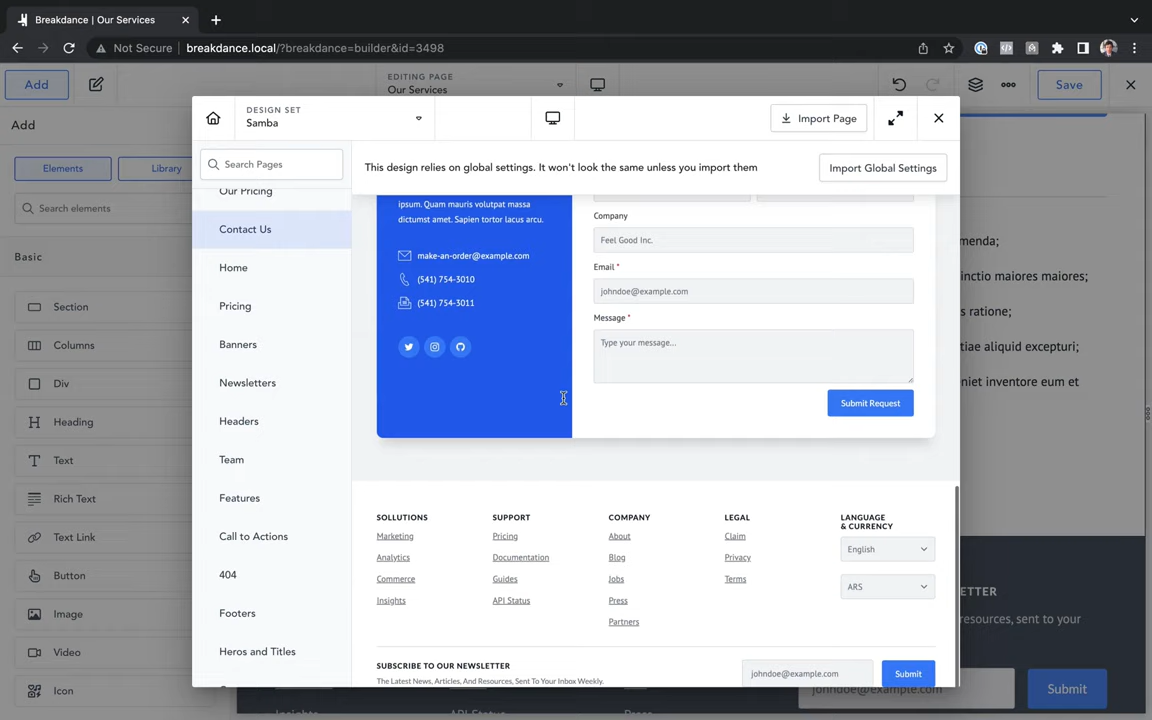 Breakdance | Our Services
Not Secure
breakdance.local/?breakdance=builder&id=3498
Add
EDITING PAGE
Our Services
Save
Add
Elements
Library
Search elements
Basic
Section
Columns
Div
Heading
Text
Rich Text
Text Link
Button
Image
Video
Icon
DESIGN SET
Samba
Import Page
Search Pages
This design relies on global settings. It won't look the same unless you import them
Import Global Settings
Our Pricing
Contact Us
Home
Pricing
Banners
Newsletters
Headers
Team
Features
Call to Actions
404
Footers
Heros and Titles
ipsum. Quam mauris volutpat massa
dictumst amet. Sapien tortor lacus arcu.
make-an-order@example.com
(541) 754-3010
(541) 754-3011
Company
Feel Good Inc.
Email *
johndoe@example.com
Message *
Type your message...
Submit Request
SOLLUTIONS
Marketing
Analytics
Commerce
Insights
SUPPORT
Pricing
Documentation
Guides
API Status
COMPANY
About
Blog
Jobs
Press
Partners
LEGAL
Claim
Privacy
Terms
LANGUAGE
& CURRENCY
English
ARS
SUBSCRIBE TO OUR NEWSLETTER
The Latest News, Articles, And Resources, Sent To Your Inbox Weekly.
johndoe@example.com
Submit
menda;
inctio maiores maiores;
s ratione;
tiae aliquid excepturi;
niet inventore eum et
ETTER
resources, sent to your
johndoe@example.com
Submit
Insights
API Status
Press